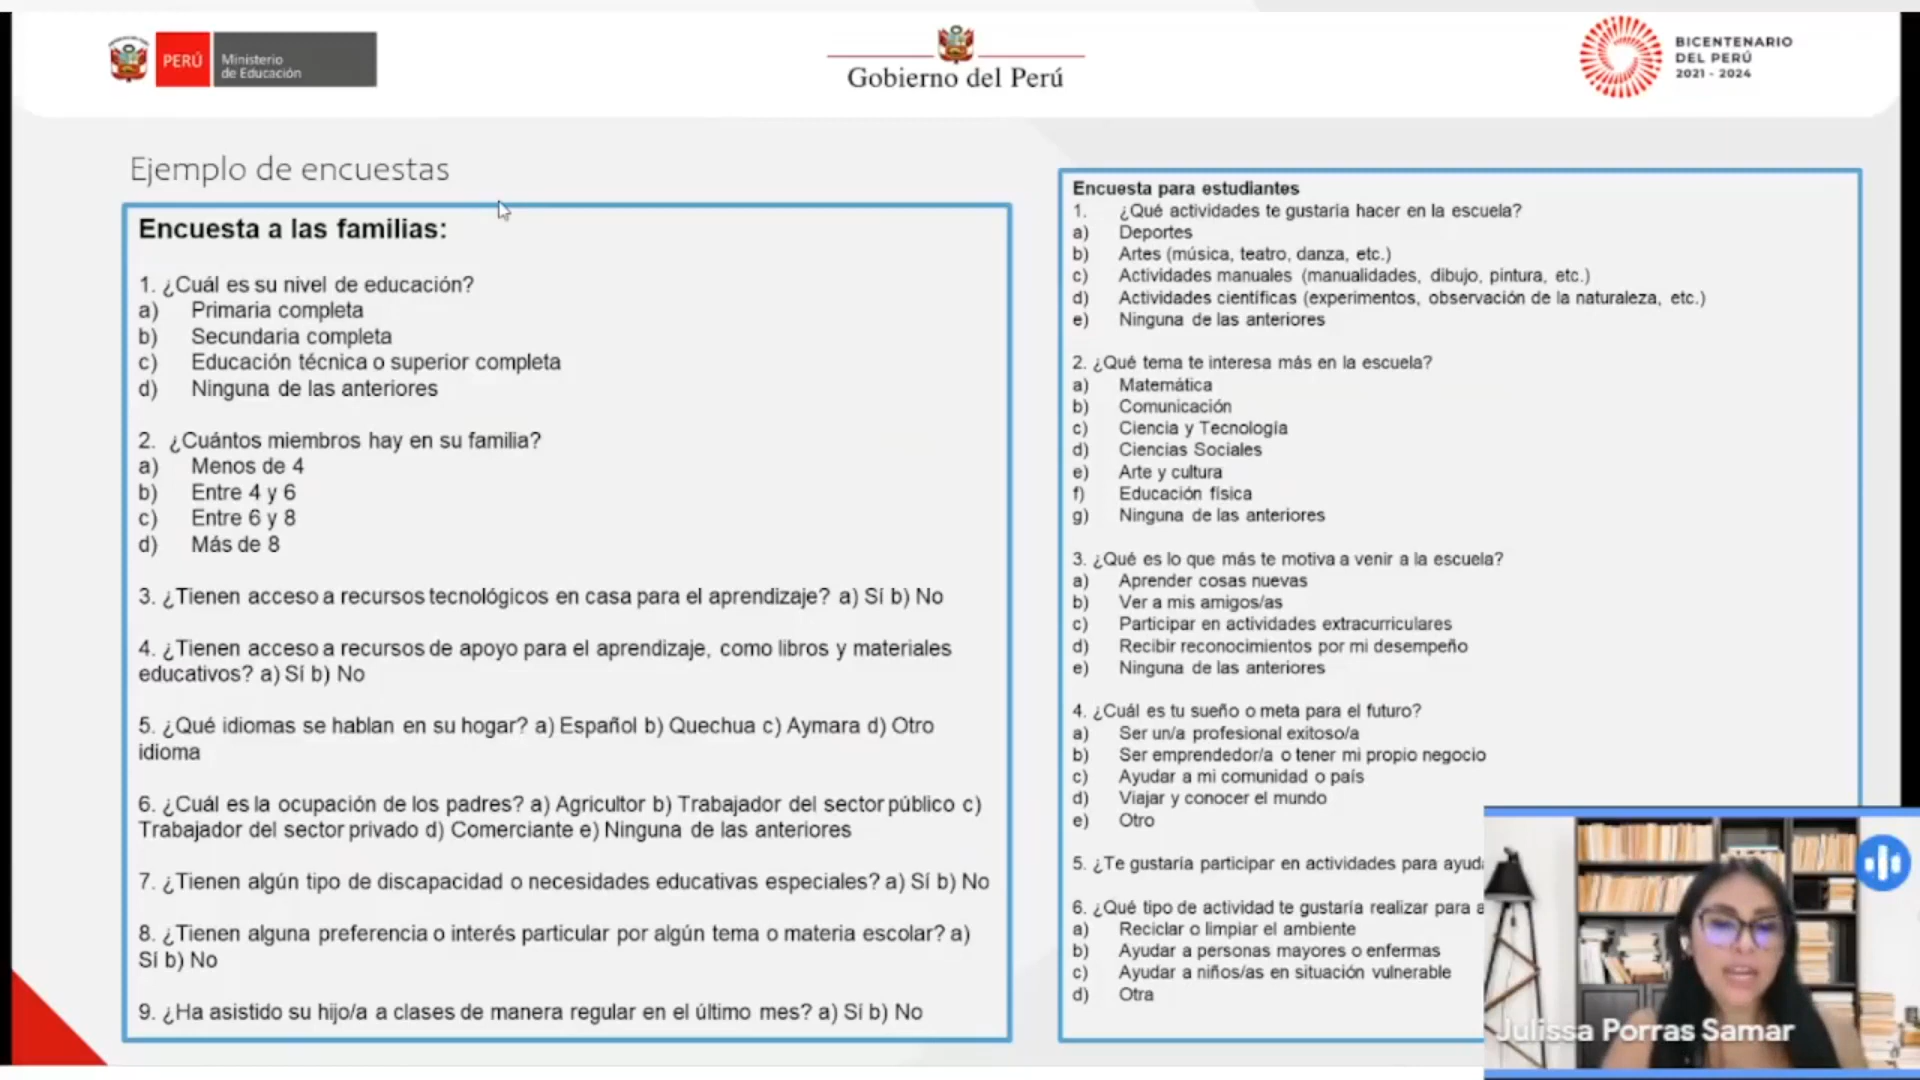 PERÚ
Ministerio
de Educación
Gobierno del Perú
BICENTENARIO
DEL PERÚ
2021 - 2024
Ejemplo de encuestas
Encuesta a las familias:
1. ¿Cuál es su nivel de educación?
a) Primaria completa
b) Secundaria completa
c) Educación técnica o superior completa
d) Ninguna de las anteriores
2. ¿Cuántos miembros hay en su familia?
a) Menos de 4
b) Entre 4 y 6
c) Entre 6 y 8
d) Más de 8
3. ¿Tienen acceso a recursos tecnológicos en casa para el aprendizaje? a) Sí b) No
4. ¿Tienen acceso a recursos de apoyo para el aprendizaje, como libros y materiales
educativos? a) Sí b) No
5. ¿Qué idiomas se hablan en su hogar? a) Español b) Quechua c) Aymara d) Otro
idioma
6. ¿Cuál es la ocupación de los padres? a) Agricultor b) Trabajador del sector público c)
Trabajador del sector privado d) Comerciante e) Ninguna de las anteriores
7. ¿Tienen algún tipo de discapacidad o necesidades educativas especiales? a) Sí b) No
8. ¿Tienen alguna preferencia o interés particular por algún tema o materia escolar? a)
Sí b) No
9. ¿Ha asistido su hijo/a a clases de manera regular en el último mes? a) Sí b) No
Encuesta para estudiantes
1. ¿Qué actividades te gustaría hacer en la escuela?
a) Deportes
b) Artes (música, teatro, danza, etc.)
c) Actividades manuales (manualidades, dibujo, pintura, etc.)
d) Actividades científicas (experimentos, observación de la naturaleza, etc.)
e) Ninguna de las anteriores
2. ¿Qué tema te interesa más en la escuela?
a) Matemática
b) Comunicación
c) Ciencia y Tecnología
d) Ciencias Sociales
e) Arte y cultura
f) Educación física
g) Ninguna de las anteriores
3. ¿Qué es lo que más te motiva a venir a la escuela?
a) Aprender cosas nuevas
b) Ver a mis amigos/as
c) Participar en actividades extracurriculares
d) Recibir reconocimientos por mi desempeño
e) Ninguna de las anteriores
4. ¿Cuál es tu sueño o meta para el futuro?
a) Ser un/a profesional exitoso/a
b) Ser emprendedor/a o tener mi propio negocio
c) Ayudar a mi comunidad o país
d) Viajar y conocer el mundo
e) Otro
5. ¿Te gustaría participar en actividades para
6. ¿Qué tipo de actividad te gustaría realizar para
a) Reciclar o limpiar el ambiente
b) Ayudar a personas mayores o enfermas
c) Ayudar a niños/as en situación vulnerable
d) Otra
Julissa Porras Samar